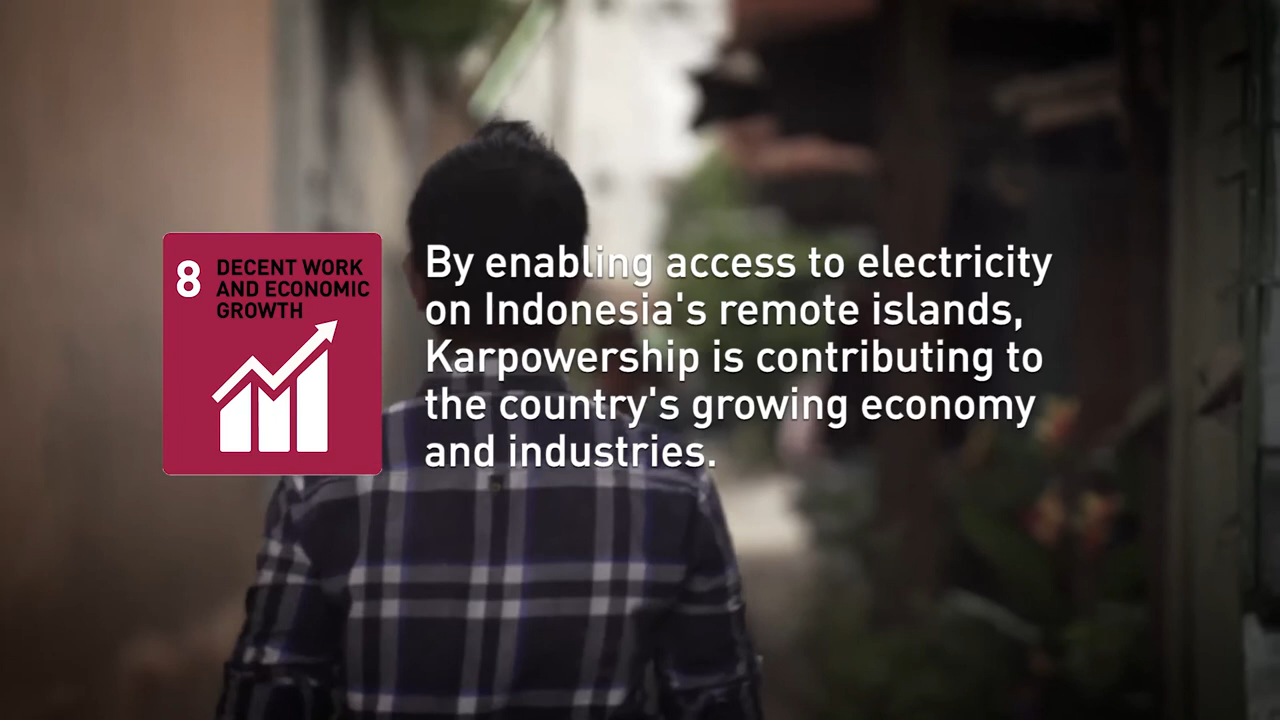 8
DECENT WORK
AND ECONOMIC
GROWTH
By enabling access to electricity
on Indonesia's remote islands,
Karpowership is contributing to
the country's growing economy
and industries.